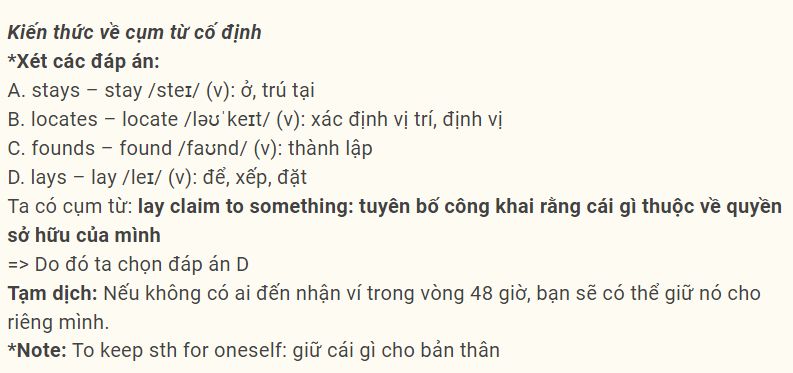 Kiến thức về cụm từ cố định
*Xét các đáp án:
A. stays – stay /steɪ/ (v): ở, trú tại
B. locates – locate /ləʊˈkeɪt/ (v): xác định vị trí, định vị
C. founds – found /faʊnd/ (v): thành lập
D. lays – lay /leɪ/ (v): để, xếp, đặt
Ta có cụm từ: lay claim to something: tuyên bố công khai rằng cái gì thuộc về quyền
sở hữu của mình
=> Do đó ta chọn đáp án D
Tạm dịch: Nếu không có ai đến nhận ví trong vòng 48 giờ, bạn sẽ có thể giữ nó cho
riêng mình.
*Note: To keep sth for oneself: giữ cái gì cho bản thân